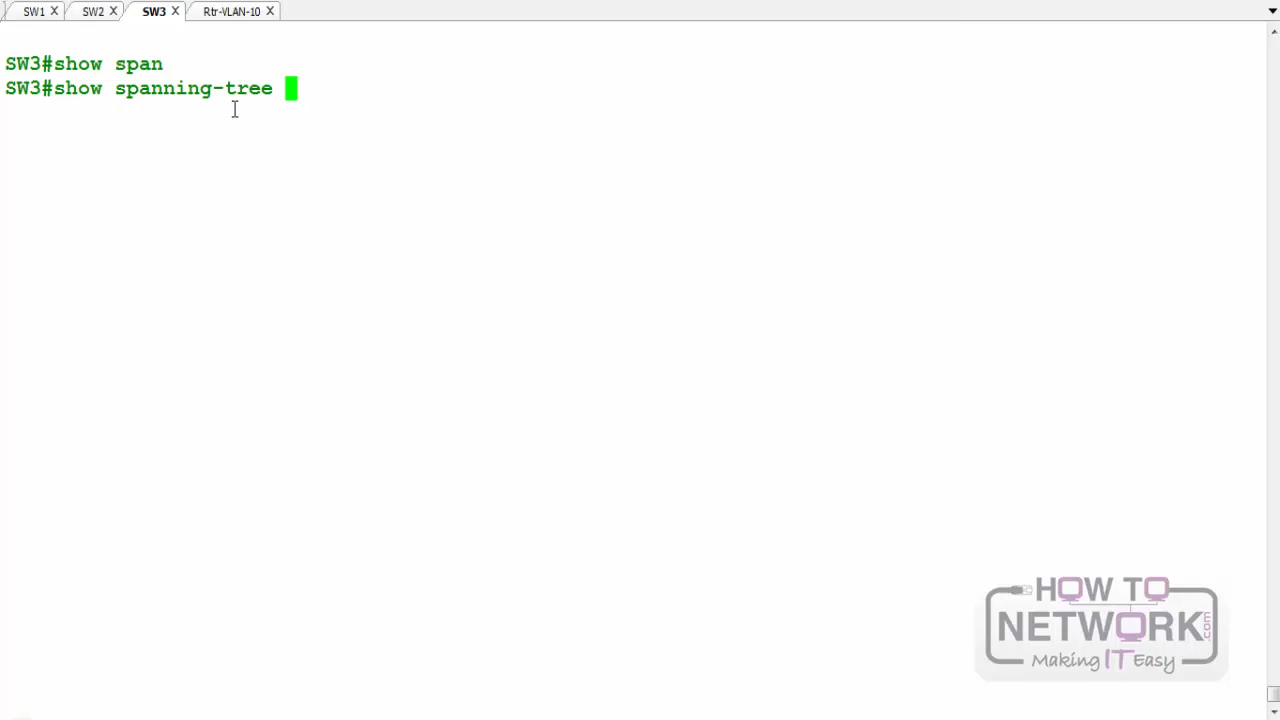 SW1 X SW2 X SW3 X Rtr-VLAN-10 X
SW3#show span
SW3#show spanning-tree
HOW TO
NETWORK.com
Making IT Easy